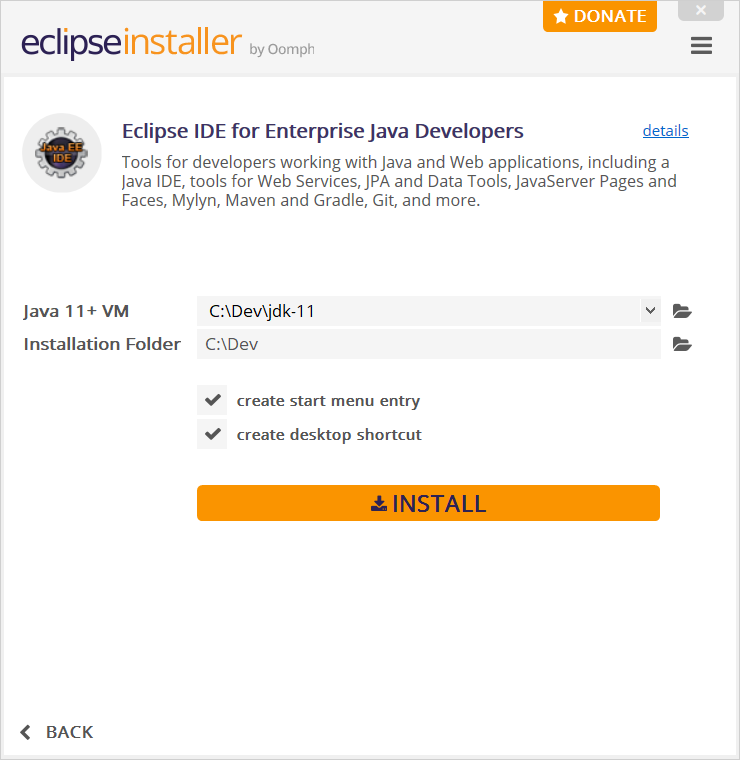 DONATE
eclipseinstaller by Oomph
Java EE
IDE
Eclipse IDE for Enterprise Java Developers
details
Tools for developers working with Java and Web applications, including a
Java IDE, tools for Web Services, JPA and Data Tools, JavaServer Pages and
Faces, Mylyn, Maven and Gradle, Git, and more.
Java 11+ VM C:\Dev\jdk-11
Installation Folder C:\Dev
create start menu entry
create desktop shortcut
INSTALL
BACK